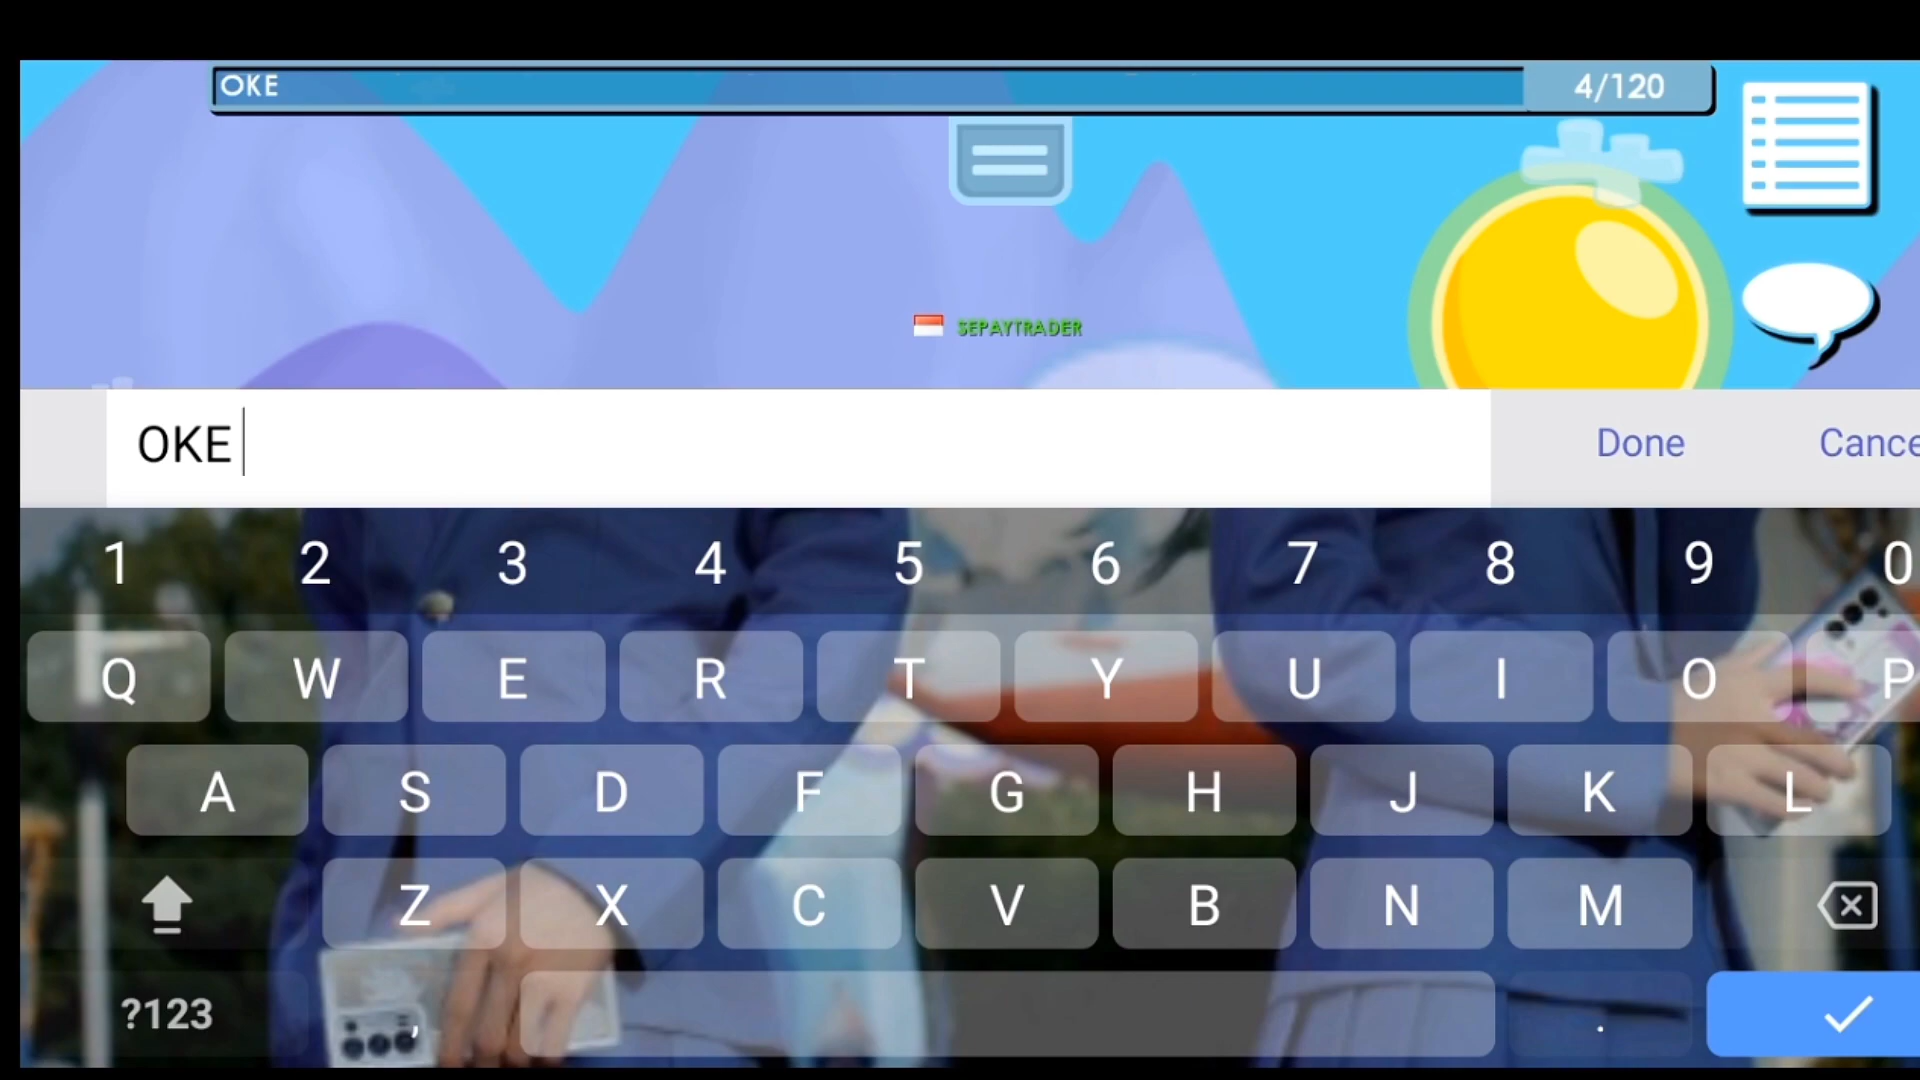 OKE
4/120
SEPAYTRADER
OKE
Done
Cance
1 2 3 4 5 6 7 8 9 0
Q W E R T Y U I O P
A S D F G H J K L
Z X C V B N M
?123 , .